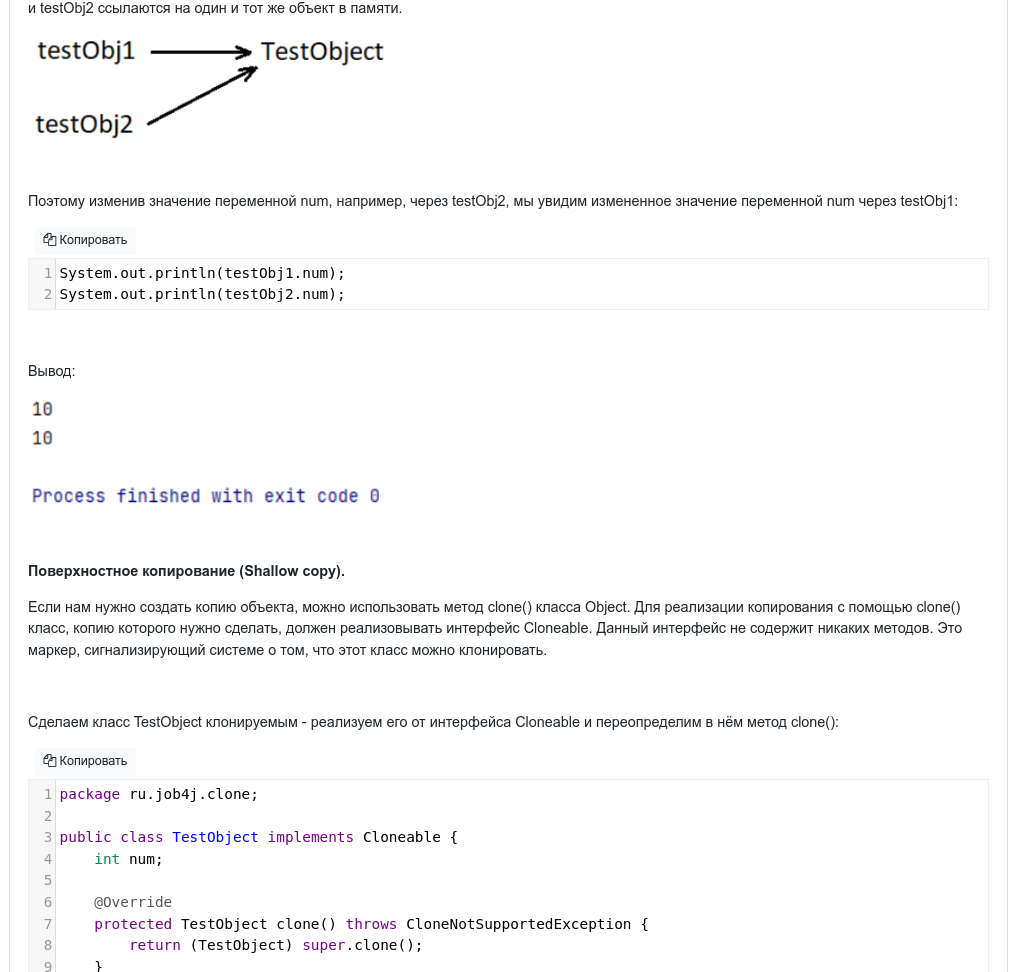 и testObj2 ссылаются на один и тот же объект в памяти.
testObj1 TestObject
testObj2
Поэтому изменив значение переменной num, например, через testObj2, мы увидим измененное значение переменной num через testObj1:
Копировать
1 System.out.println(testObj1.num);
2 System.out.println(testObj2.num);
Вывод:
10
10
Process finished with exit code 0
Поверхностное копирование (Shallow copy).
Если нам нужно создать копию объекта, можно использовать метод clone() класса Object. Для реализации копирования с помощью clone()
класс, копию которого нужно сделать, должен реализовывать интерфейс Cloneable. Данный интерфейс не содержит никаких методов. Это
маркер, сигнализирующий системе о том, что этот класс можно клонировать.
Сделаем класс TestObject клонируемым - реализуем его от интерфейса Cloneable и переопределим в нём метод clone():
Копировать
1 package ru.job4j.clone;
2
3 public class TestObject implements Cloneable {
4     int num;
5
6     @Override
7     protected TestObject clone() throws CloneNotSupportedException {
8         return (TestObject) super.clone();
9     }